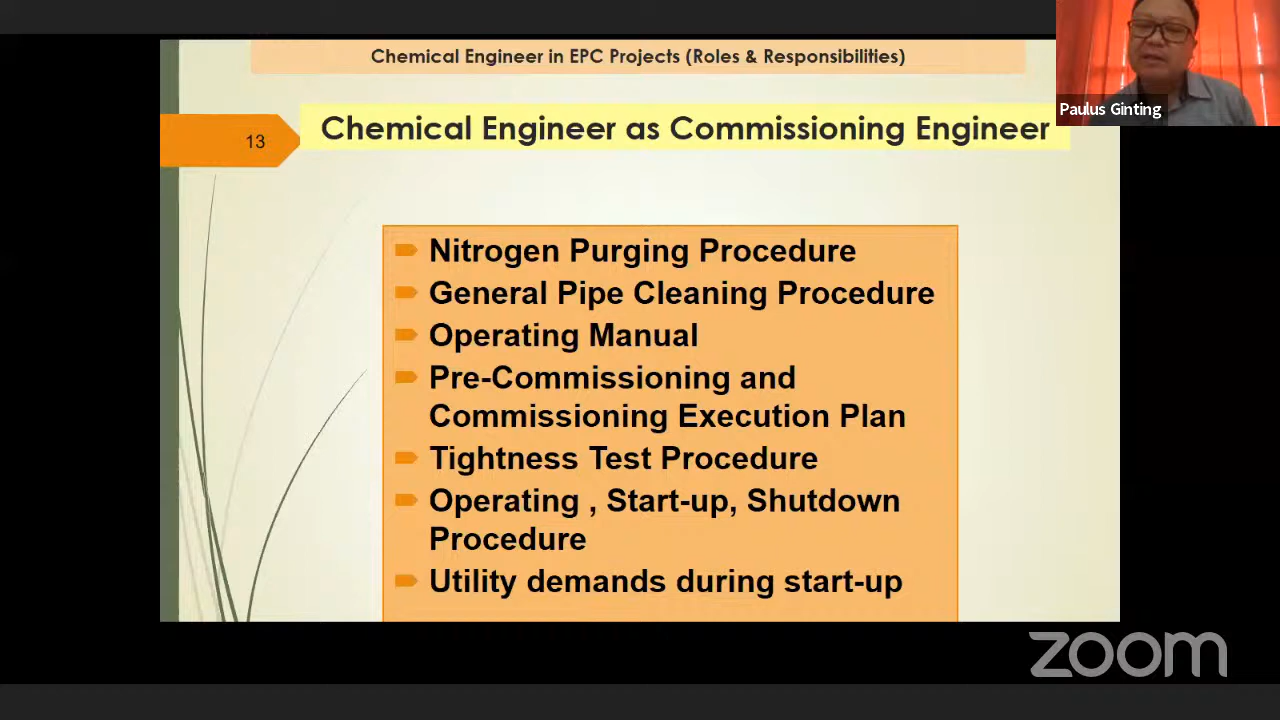 Chemical Engineer in EPC Projects (Roles & Responsibilities)
Paulus Ginting
13
Chemical Engineer as Commissioning Engineer
Nitrogen Purging Procedure
General Pipe Cleaning Procedure
Operating Manual
Pre-Commissioning and
Commissioning Execution Plan
Tightness Test Procedure
Operating , Start-up, Shutdown
Procedure
Utility demands during start-up
zoom